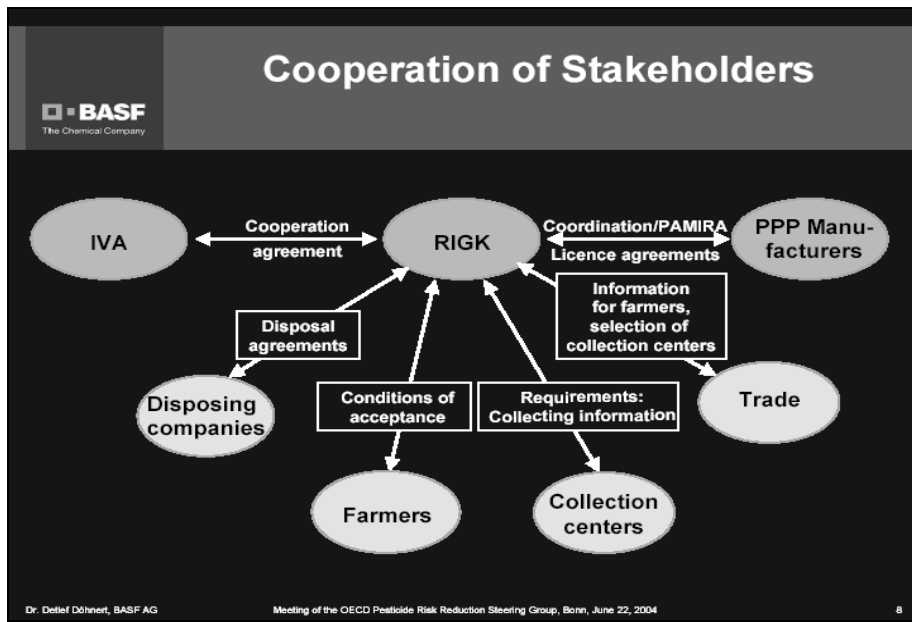 Cooperation of Stakeholders
BASF
The Chemical Company
IVA
Cooperation
agreement
RIGK
Coordination/PAMIRA
Licence agreements
PPP Manu-
facturers
Information
for farmers,
selection of
collection centers
Disposal
agreements
Conditions of
acceptance
Requirements:
Collecting information
Disposing
companies
Trade
Farmers
Collection
centers
Dr. Detlef Döhnert, BASF AG
Meeting of the OECD Pesticide Risk Reduction Steering Group, Bonn, June 22, 2004
8